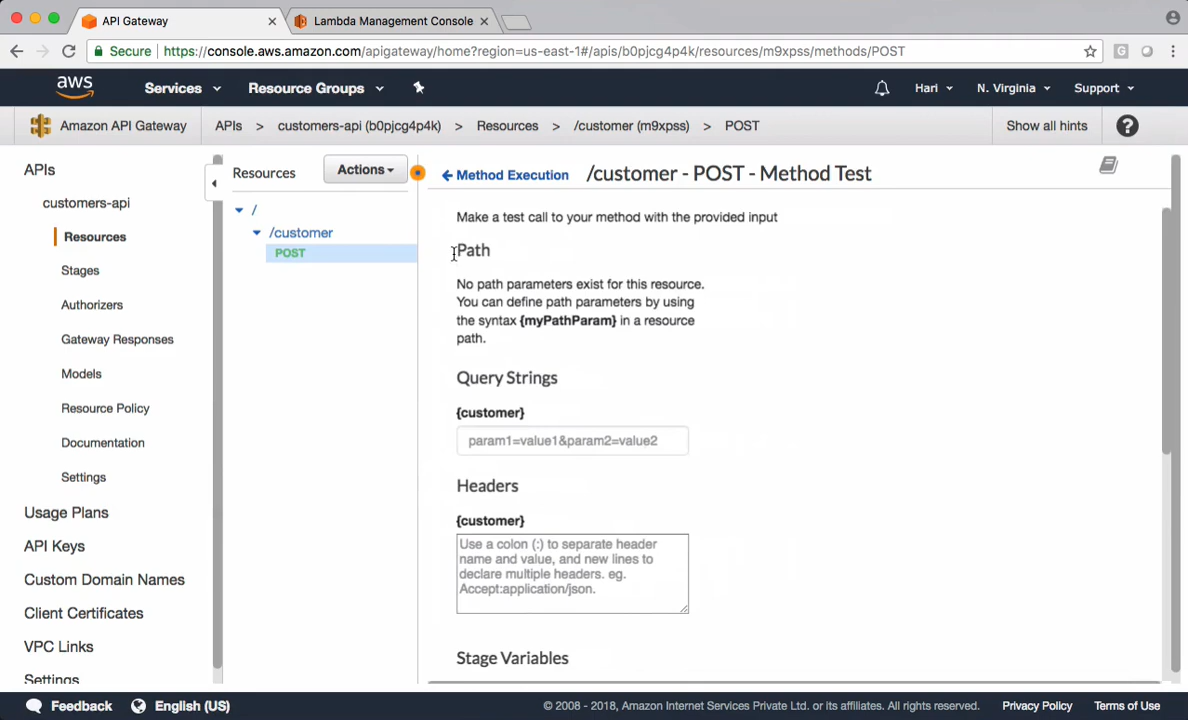 API Gateway
Lambda Management Console
Secure
https://console.aws.amazon.com/apigateway/home?region=us-east-1#/apis/b0pjcg4p4k/resources/m9xpss/methods/POST
G
aws
Services
Resource Groups
Hari
N. Virginia
Support
Amazon API Gateway
APIs > customers-api (b0pjcg4p4k) > Resources > /customer (m9xpss) > POST
Show all hints
?
APIs
customers-api
Resources
Stages
Authorizers
Gateway Responses
Models
Resource Policy
Documentation
Settings
Usage Plans
API Keys
Custom Domain Names
Client Certificates
VPC Links
Settings
Resources
Actions
/
/customer
POST
Method Execution
/customer - POST - Method Test
Make a test call to your method with the provided input
Path
No path parameters exist for this resource.
You can define path parameters by using
the syntax {myPathParam} in a resource
path.
Query Strings
{customer}
param1=value1&param2=value2
Headers
{customer}
Use a colon (:) to separate header
name and value, and new lines to
declare multiple headers. eg.
Accept:application/json.
Stage Variables
Feedback
English (US)
© 2008 - 2018, Amazon Internet Services Private Ltd. or its affiliates. All rights reserved.
Privacy Policy
Terms of Use